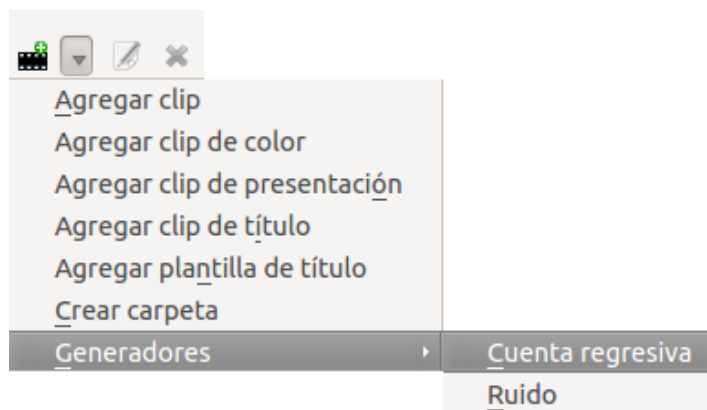 Agregar clip
Agregar clip de color
Agregar clip de presentación
Agregar clip de título
Agregar plantilla de título
Crear carpeta
Generadores
Cuenta regresiva
Ruido